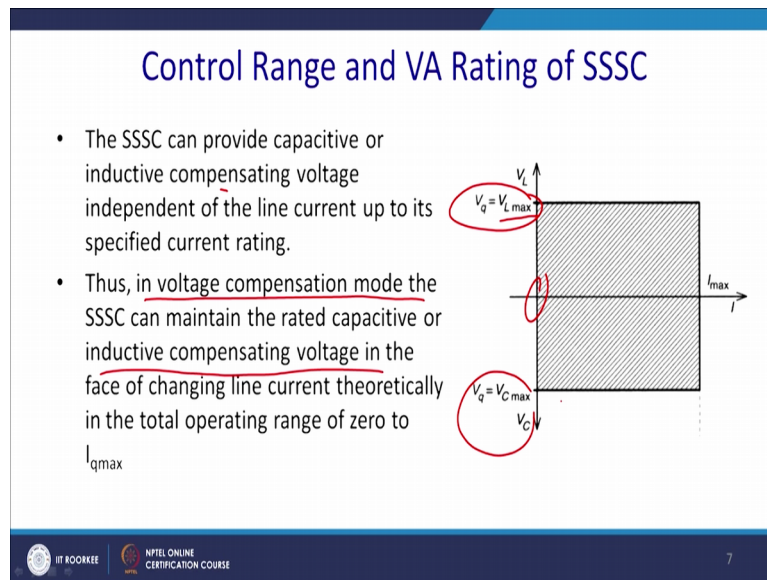 Control Range and VA Rating of SSSC
• The SSSC can provide capacitive or
inductive compensating voltage
independent of the line current up to its
specified current rating.
• Thus, in voltage compensation mode the
SSSC can maintain the rated capacitive or
inductive compensating voltage in the
face of changing line current theoretically
in the total operating range of zero to
Iqmax
VL
Vq = VL max
Imax
I
Vq = VC max
VC
IIT ROORKEE
NPTEL ONLINE
CERTIFICATION COURSE
7